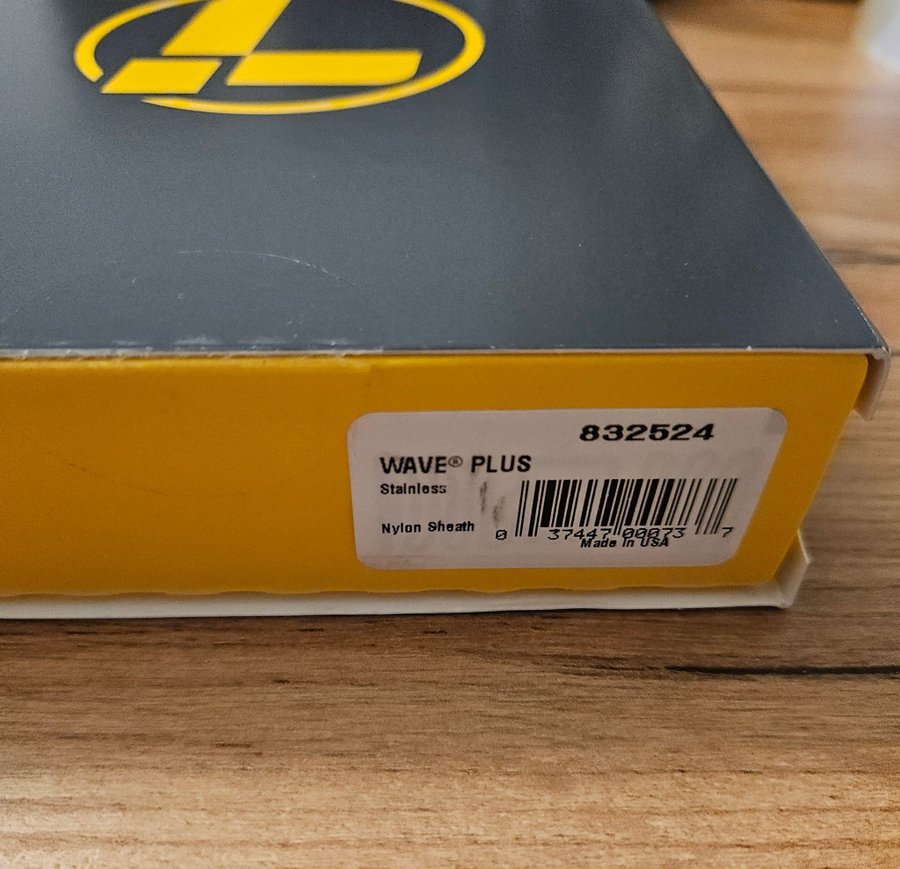 832524
WAVE® PLUS
Stainless
Nylon Sheath
0 37447 00073 7
Made in USA